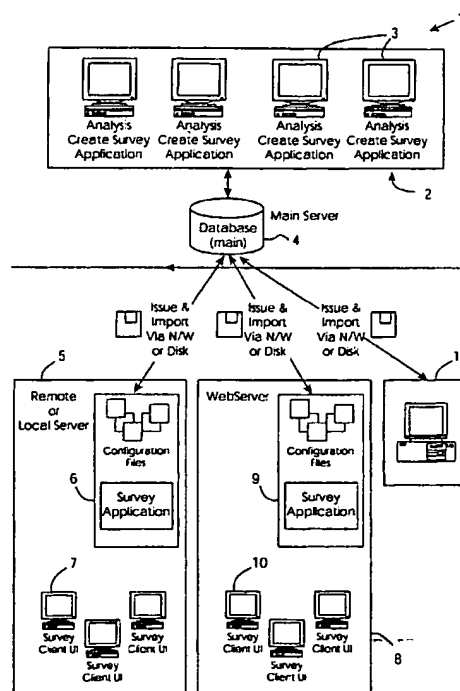 3
Analysis Analysis Analysis Analysis
Create Survey Create Survey Create Survey Create Survey
Application Application Application Application
2
Database
(main)
Main Server
4
Issue & Issue & Issue &
Import Import Import
Via N/W Via N/W Via N/W
or Disk or Disk or Disk
5
Remote
or
Local Server
Configuration
Files
6
Survey
Application
7
Survey
Client UI
Survey
Client UI
Survey
Client UI
WebServer
Configuration
Files
9
Survey
Application
10
Survey
Client UI
Survey
Client UI
Survey
Client UI
8
1